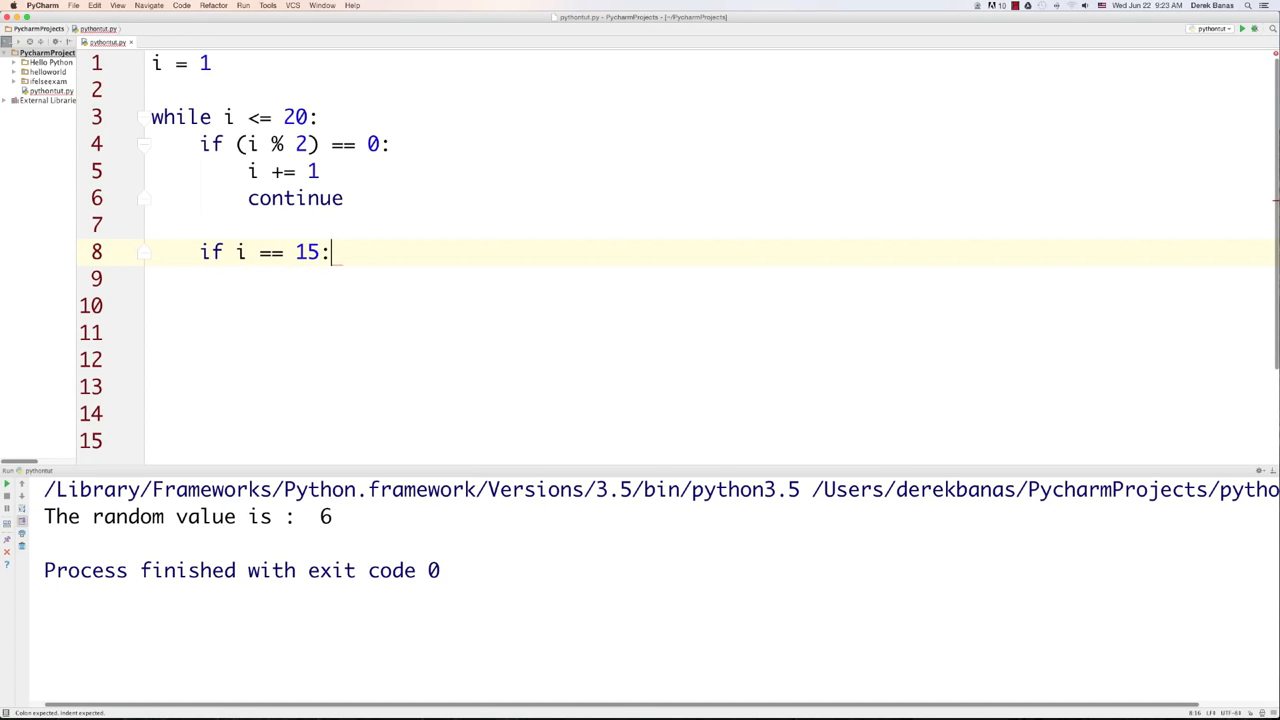 PyCharm File Edit View Navigate Code Refactor Run Tools VCS Window Help 10 Wed Jun 22 9:23 AM Derek Banas
pythontut.py - PycharmProjects - [~/PycharmProjects]
PycharmProjects pythontut.py pythontut
pythontut.py
PycharmProject
Hello Python
helloworld
ifelseexam
pythontut.py
External Librarie
1 i = 1
2
3 while i <= 20:
4 if (i % 2) == 0:
5 i += 1
6 continue
7
8 if i == 15:
9
10
11
12
13
14
15
Run pythontut
/Library/Frameworks/Python.framework/Versions/3.5/bin/python3.5 /Users/derekbanas/PycharmProjects/pytho
The random value is : 6
Process finished with exit code 0
Colon expected. Indent expected. 8:16 LF UTF-8